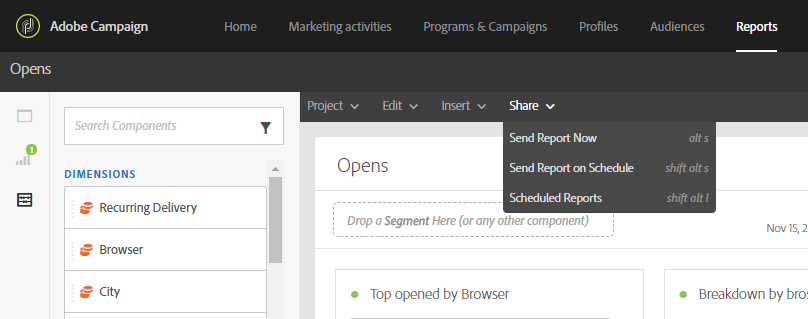 Adobe Campaign
Home
Marketing activities
Programs & Campaigns
Profiles
Audiences
Reports
Opens
Project
Edit
Insert
Share
Search Components
1
DIMENSIONS
Recurring Delivery
Browser
City
Send Report Now alt s
Send Report on Schedule shift alt s
Scheduled Reports shift alt l
Opens
Drop a Segment Here (or any other component)
Nov 15, 2
Top opened by Browser
Breakdown by bros